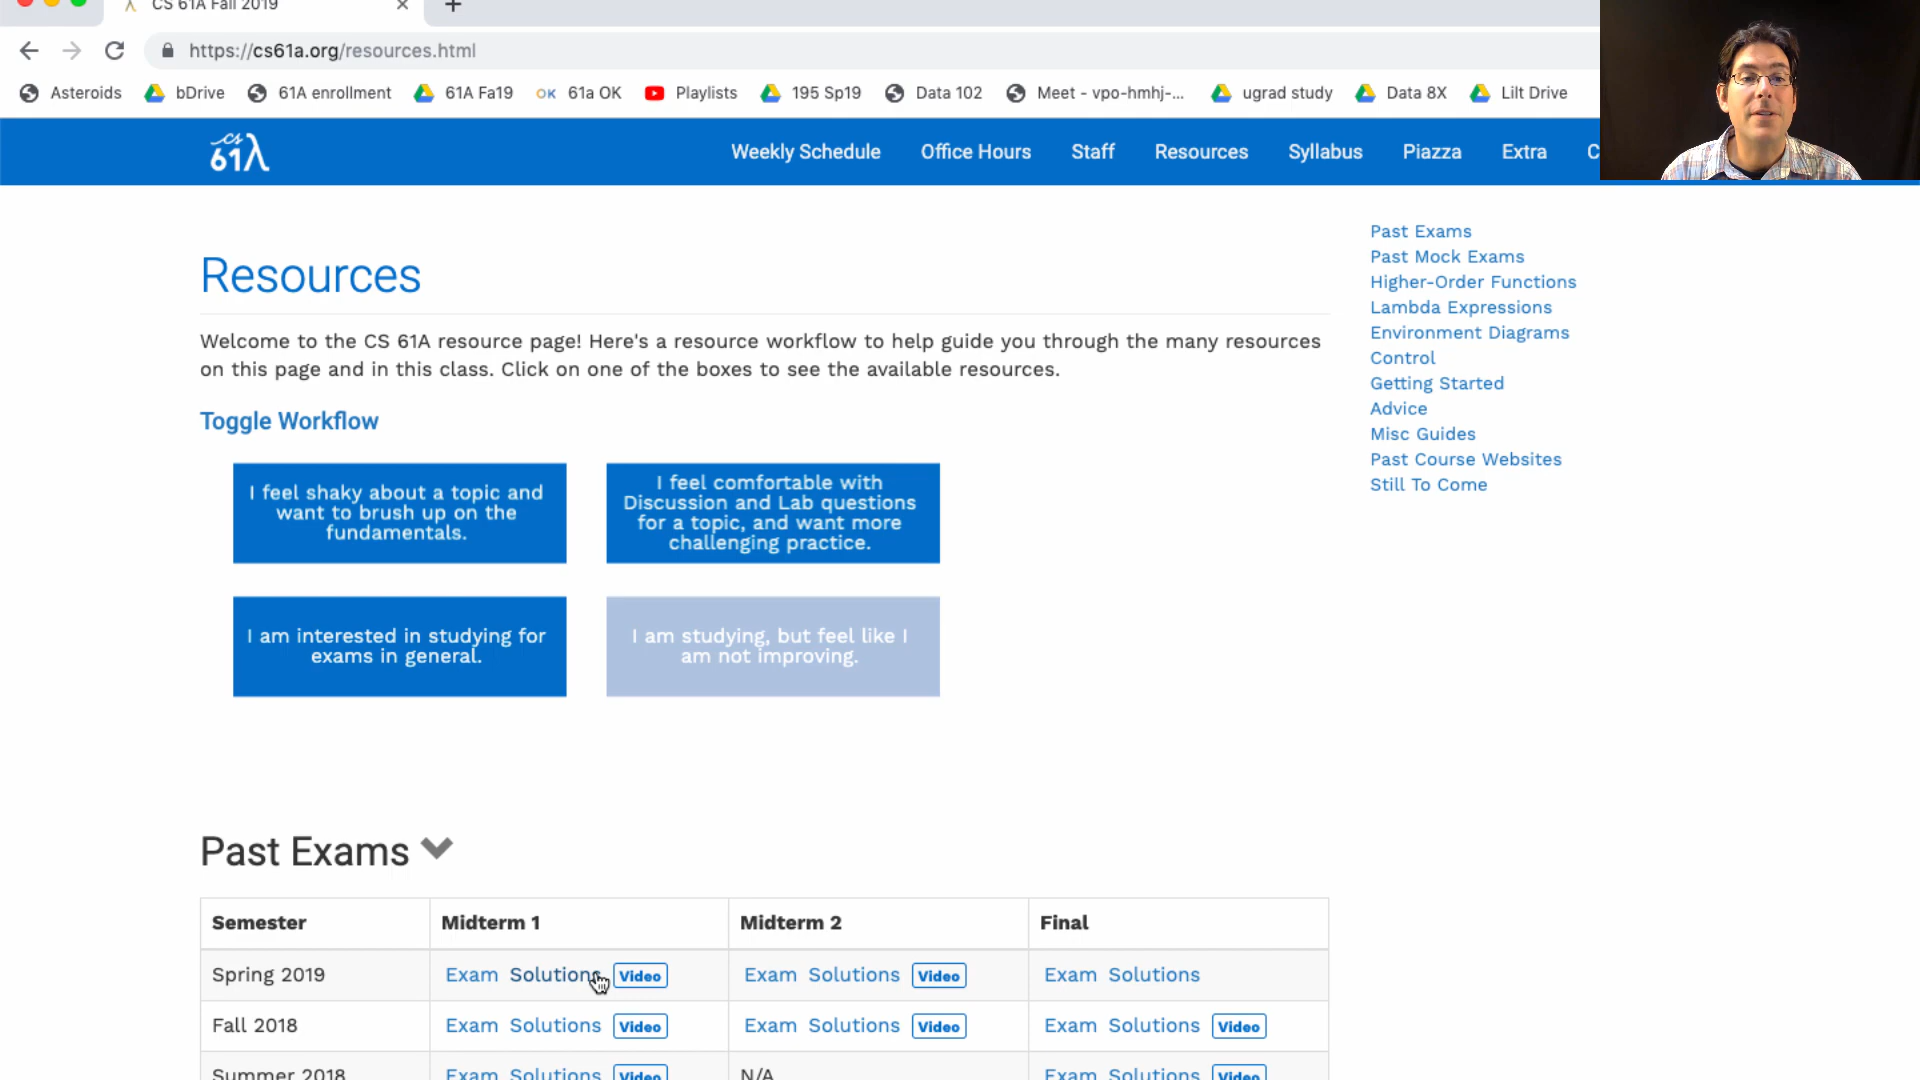 CS 61A Fall 2019
https://cs61a.org/resources.html
Asteroids bDrive 61A enrollment 61A Fa19 OK 61a OK Playlists 195 Sp19 Data 102 Meet - vpo-hmhj-... ugrad study Data 8X Lilt Drive
cs 61λ Weekly Schedule Office Hours Staff Resources Syllabus Piazza Extra C
Past Exams
Past Mock Exams
Higher-Order Functions
Lambda Expressions
Environment Diagrams
Control
Getting Started
Advice
Misc Guides
Past Course Websites
Still To Come
Resources
Welcome to the CS 61A resource page! Here's a resource workflow to help guide you through the many resources
on this page and in this class. Click on one of the boxes to see the available resources.
Toggle Workflow
I feel shaky about a topic and
want to brush up on the
fundamentals.
I feel comfortable with
Discussion and Lab questions
for a topic, and want more
challenging practice.
I am interested in studying for
exams in general.
I am studying, but feel like I
am not improving.
Past Exams
Semester Midterm 1 Midterm 2 Final
Spring 2019 Exam Solutions Video Exam Solutions Video Exam Solutions
Fall 2018 Exam Solutions Video Exam Solutions Video Exam Solutions Video
Summer 2018 Exam Solutions Video N/A Exam Solutions Video